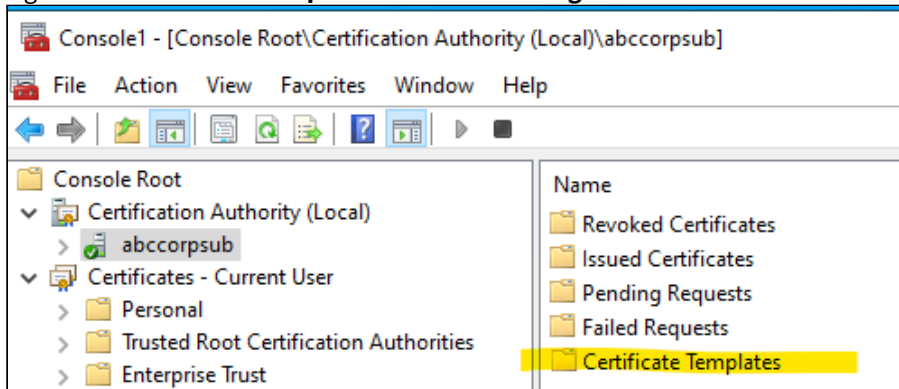 Console1 - [Console Root\Certification Authority (Local)\abccorpsub]
File Action View Favorites Window Help
Console Root
Certification Authority (Local)
abccorpsub
Certificates - Current User
Personal
Trusted Root Certification Authorities
Enterprise Trust
Name
Revoked Certificates
Issued Certificates
Pending Requests
Failed Requests
Certificate Templates